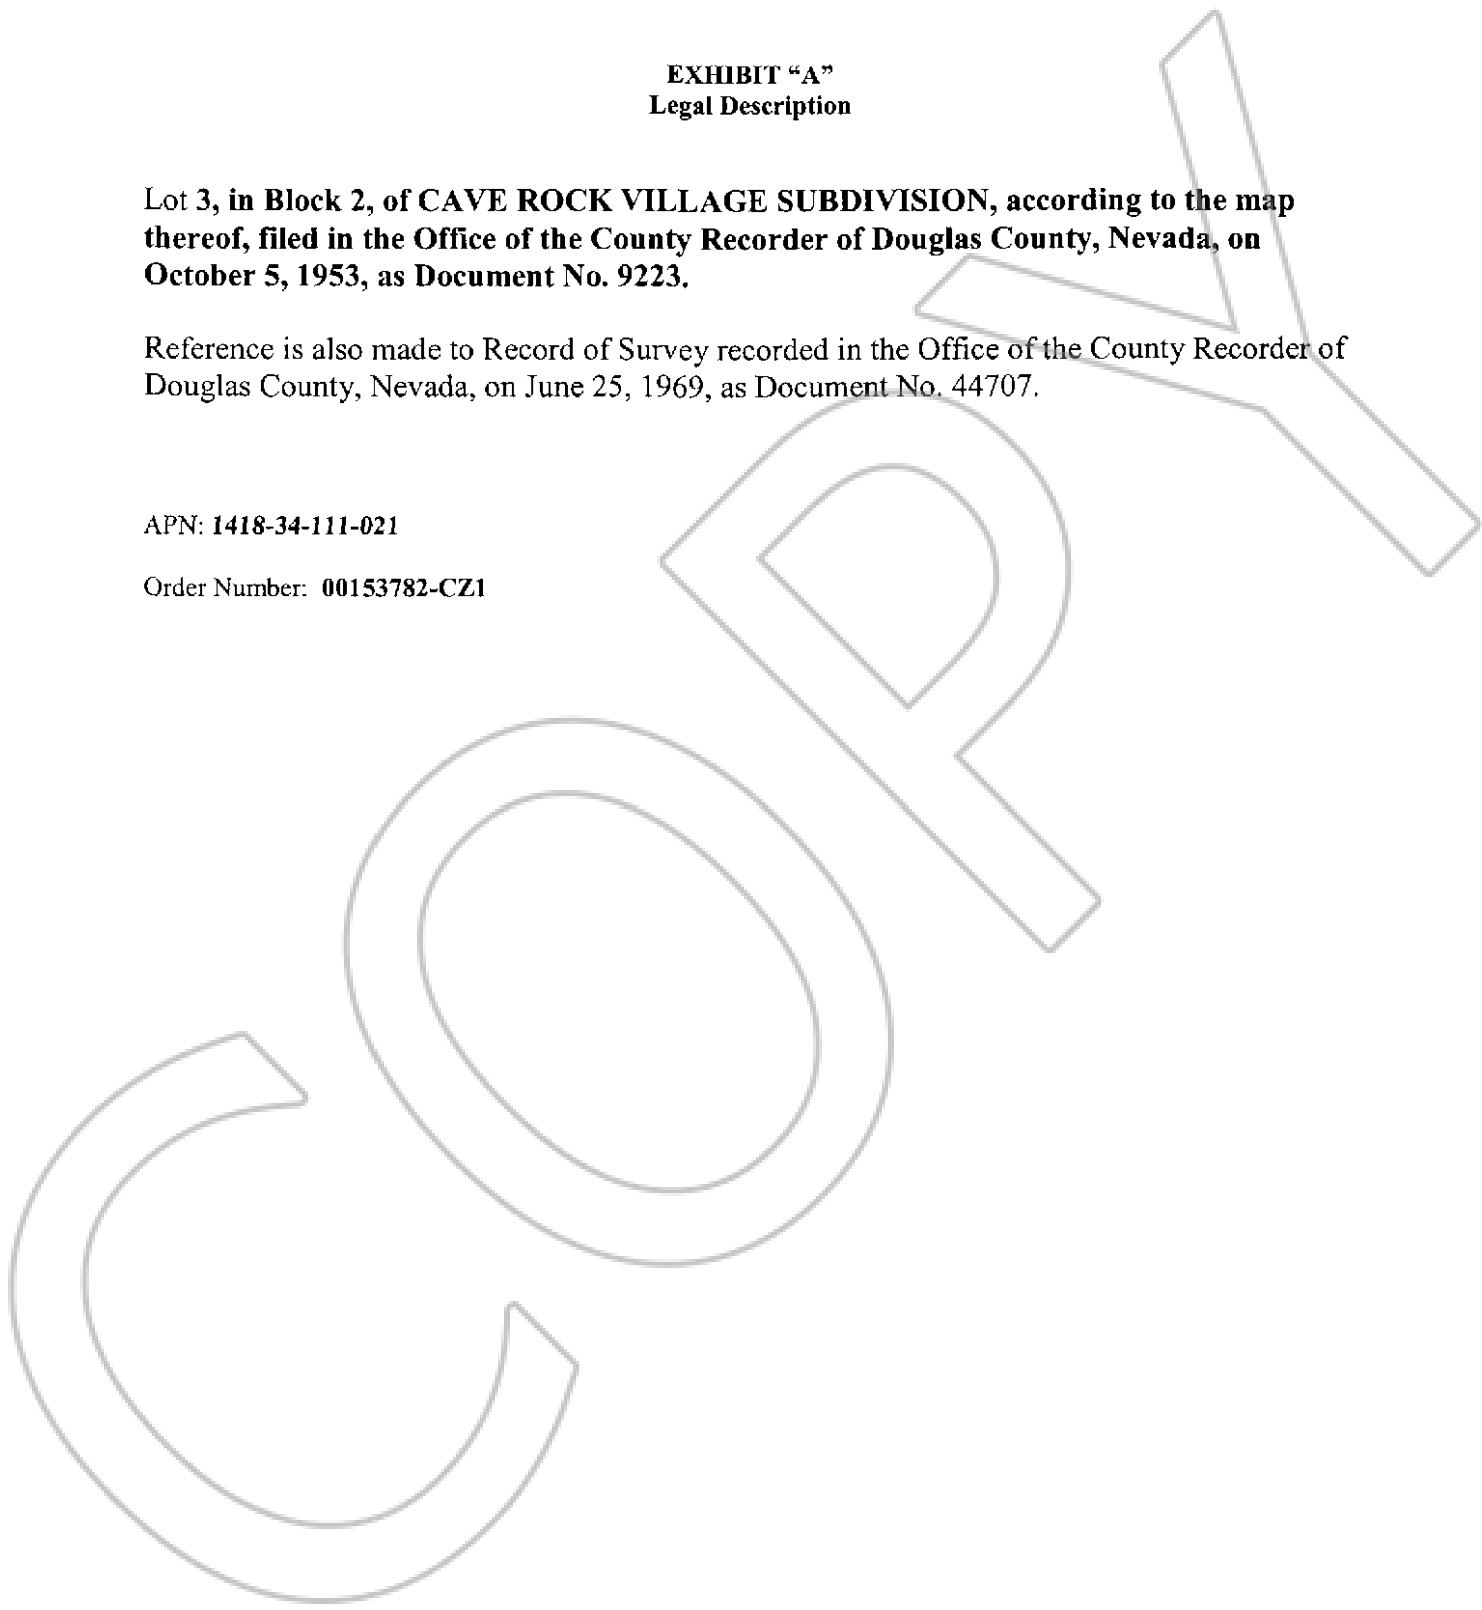 EXHIBIT “A”
Legal Description
Lot 3, in Block 2, of CAVE ROCK VILLAGE SUBDIVISION, according to the map
thereof, filed in the Office of the County Recorder of Douglas County, Nevada, on
October 5, 1953, as Document No. 9223.
Reference is also made to Record of Survey recorded in the Office of the County Recorder of
Douglas County, Nevada, on June 25, 1969, as Document No. 44707.
APN: 1418-34-111-021
Order Number: 00153782-CZ1
COPY